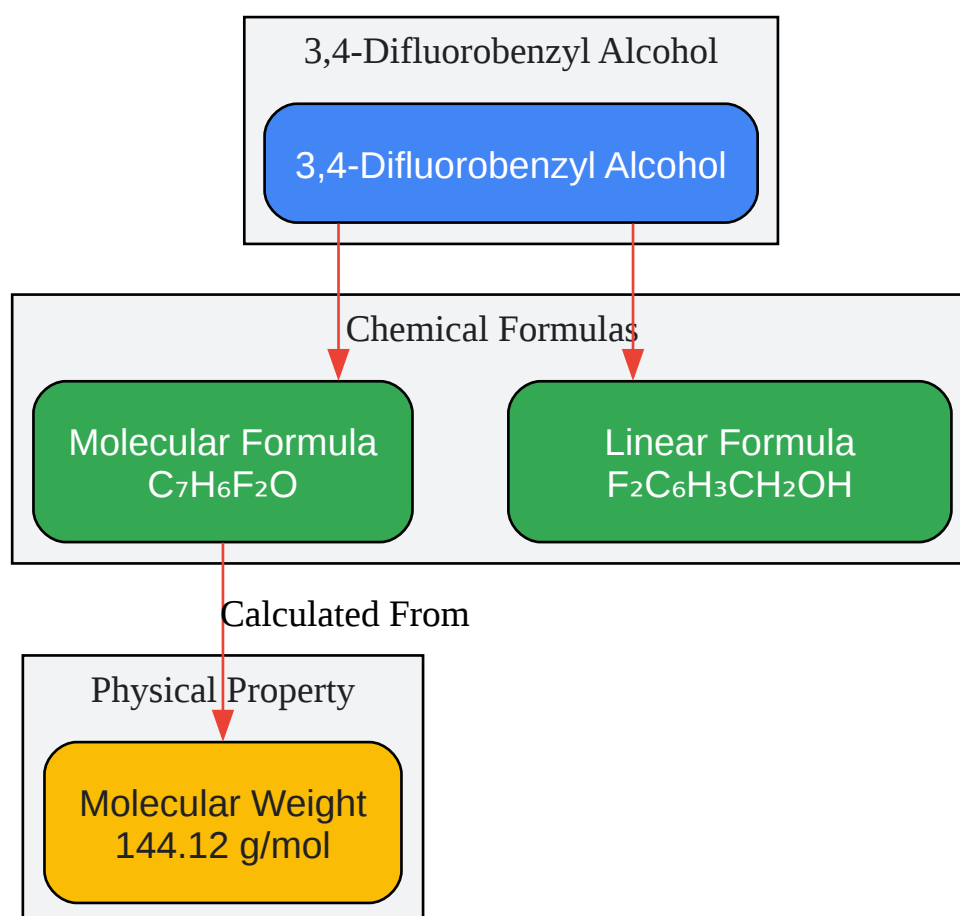 3,4-Difluorobenzyl Alcohol
3,4-Difluorobenzyl Alcohol
Chemical Formulas
Molecular Formula
C₇H₆F₂O
Linear Formula
F₂C₆H₃CH₂OH
Calculated From
Physical Property
Molecular Weight
144.12 g/mol